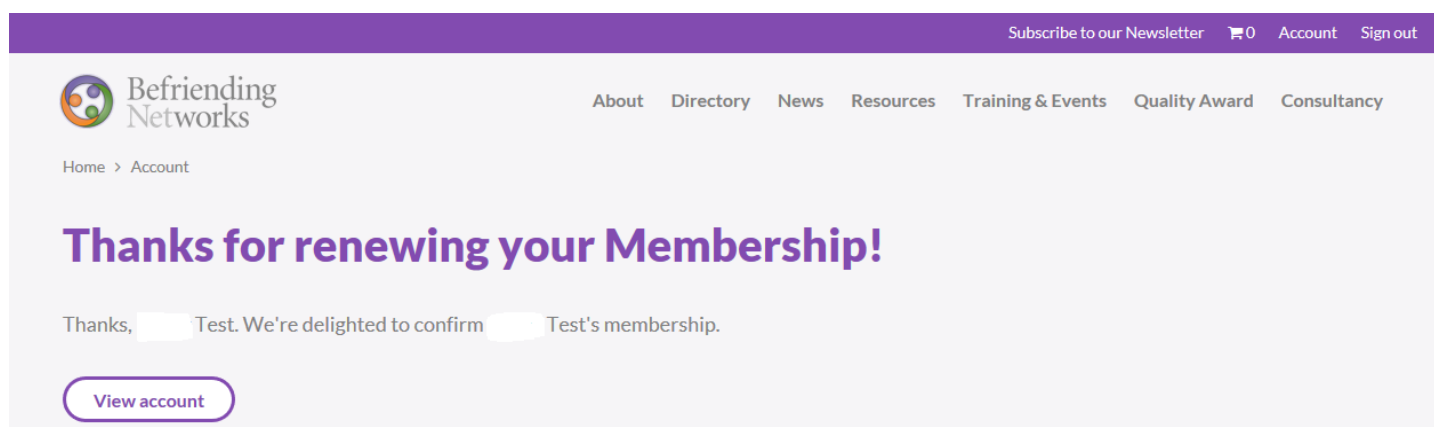 Subscribe to our Newsletter 0 Account Sign out
Befriending
Networks
About Directory News Resources Training & Events Quality Award Consultancy
Home > Account
Thanks for renewing your Membership!
Thanks, Test. We're delighted to confirm Test's membership.
View account